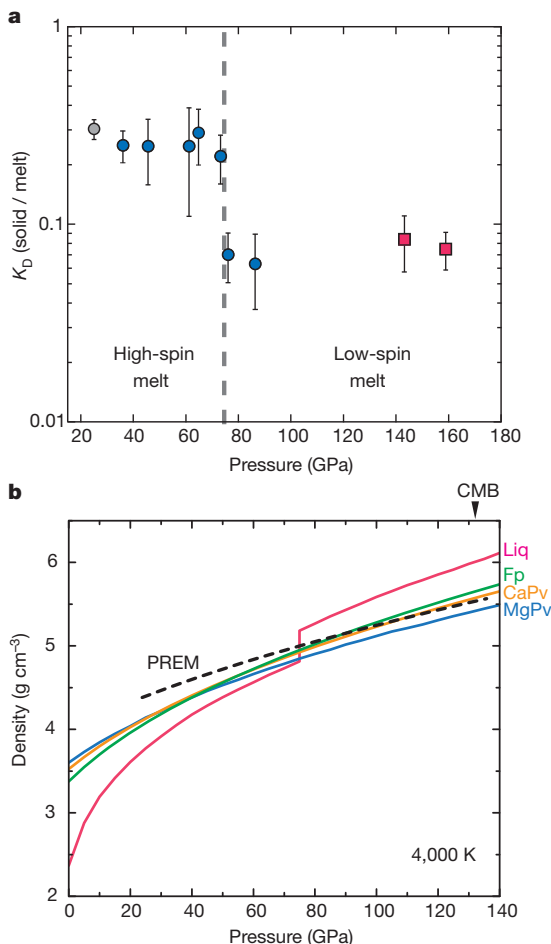 a
1
0.1
0.01
K_D (solid / melt)
High-spin
melt
Low-spin
melt
20 40 60 80 100 120 140 160 180
Pressure (GPa)
b
CMB
Liq
Fp
CaPv
MgPv
PREM
6
5
4
3
2
Density (g cm⁻³)
4,000 K
0 20 40 60 80 100 120 140
Pressure (GPa)